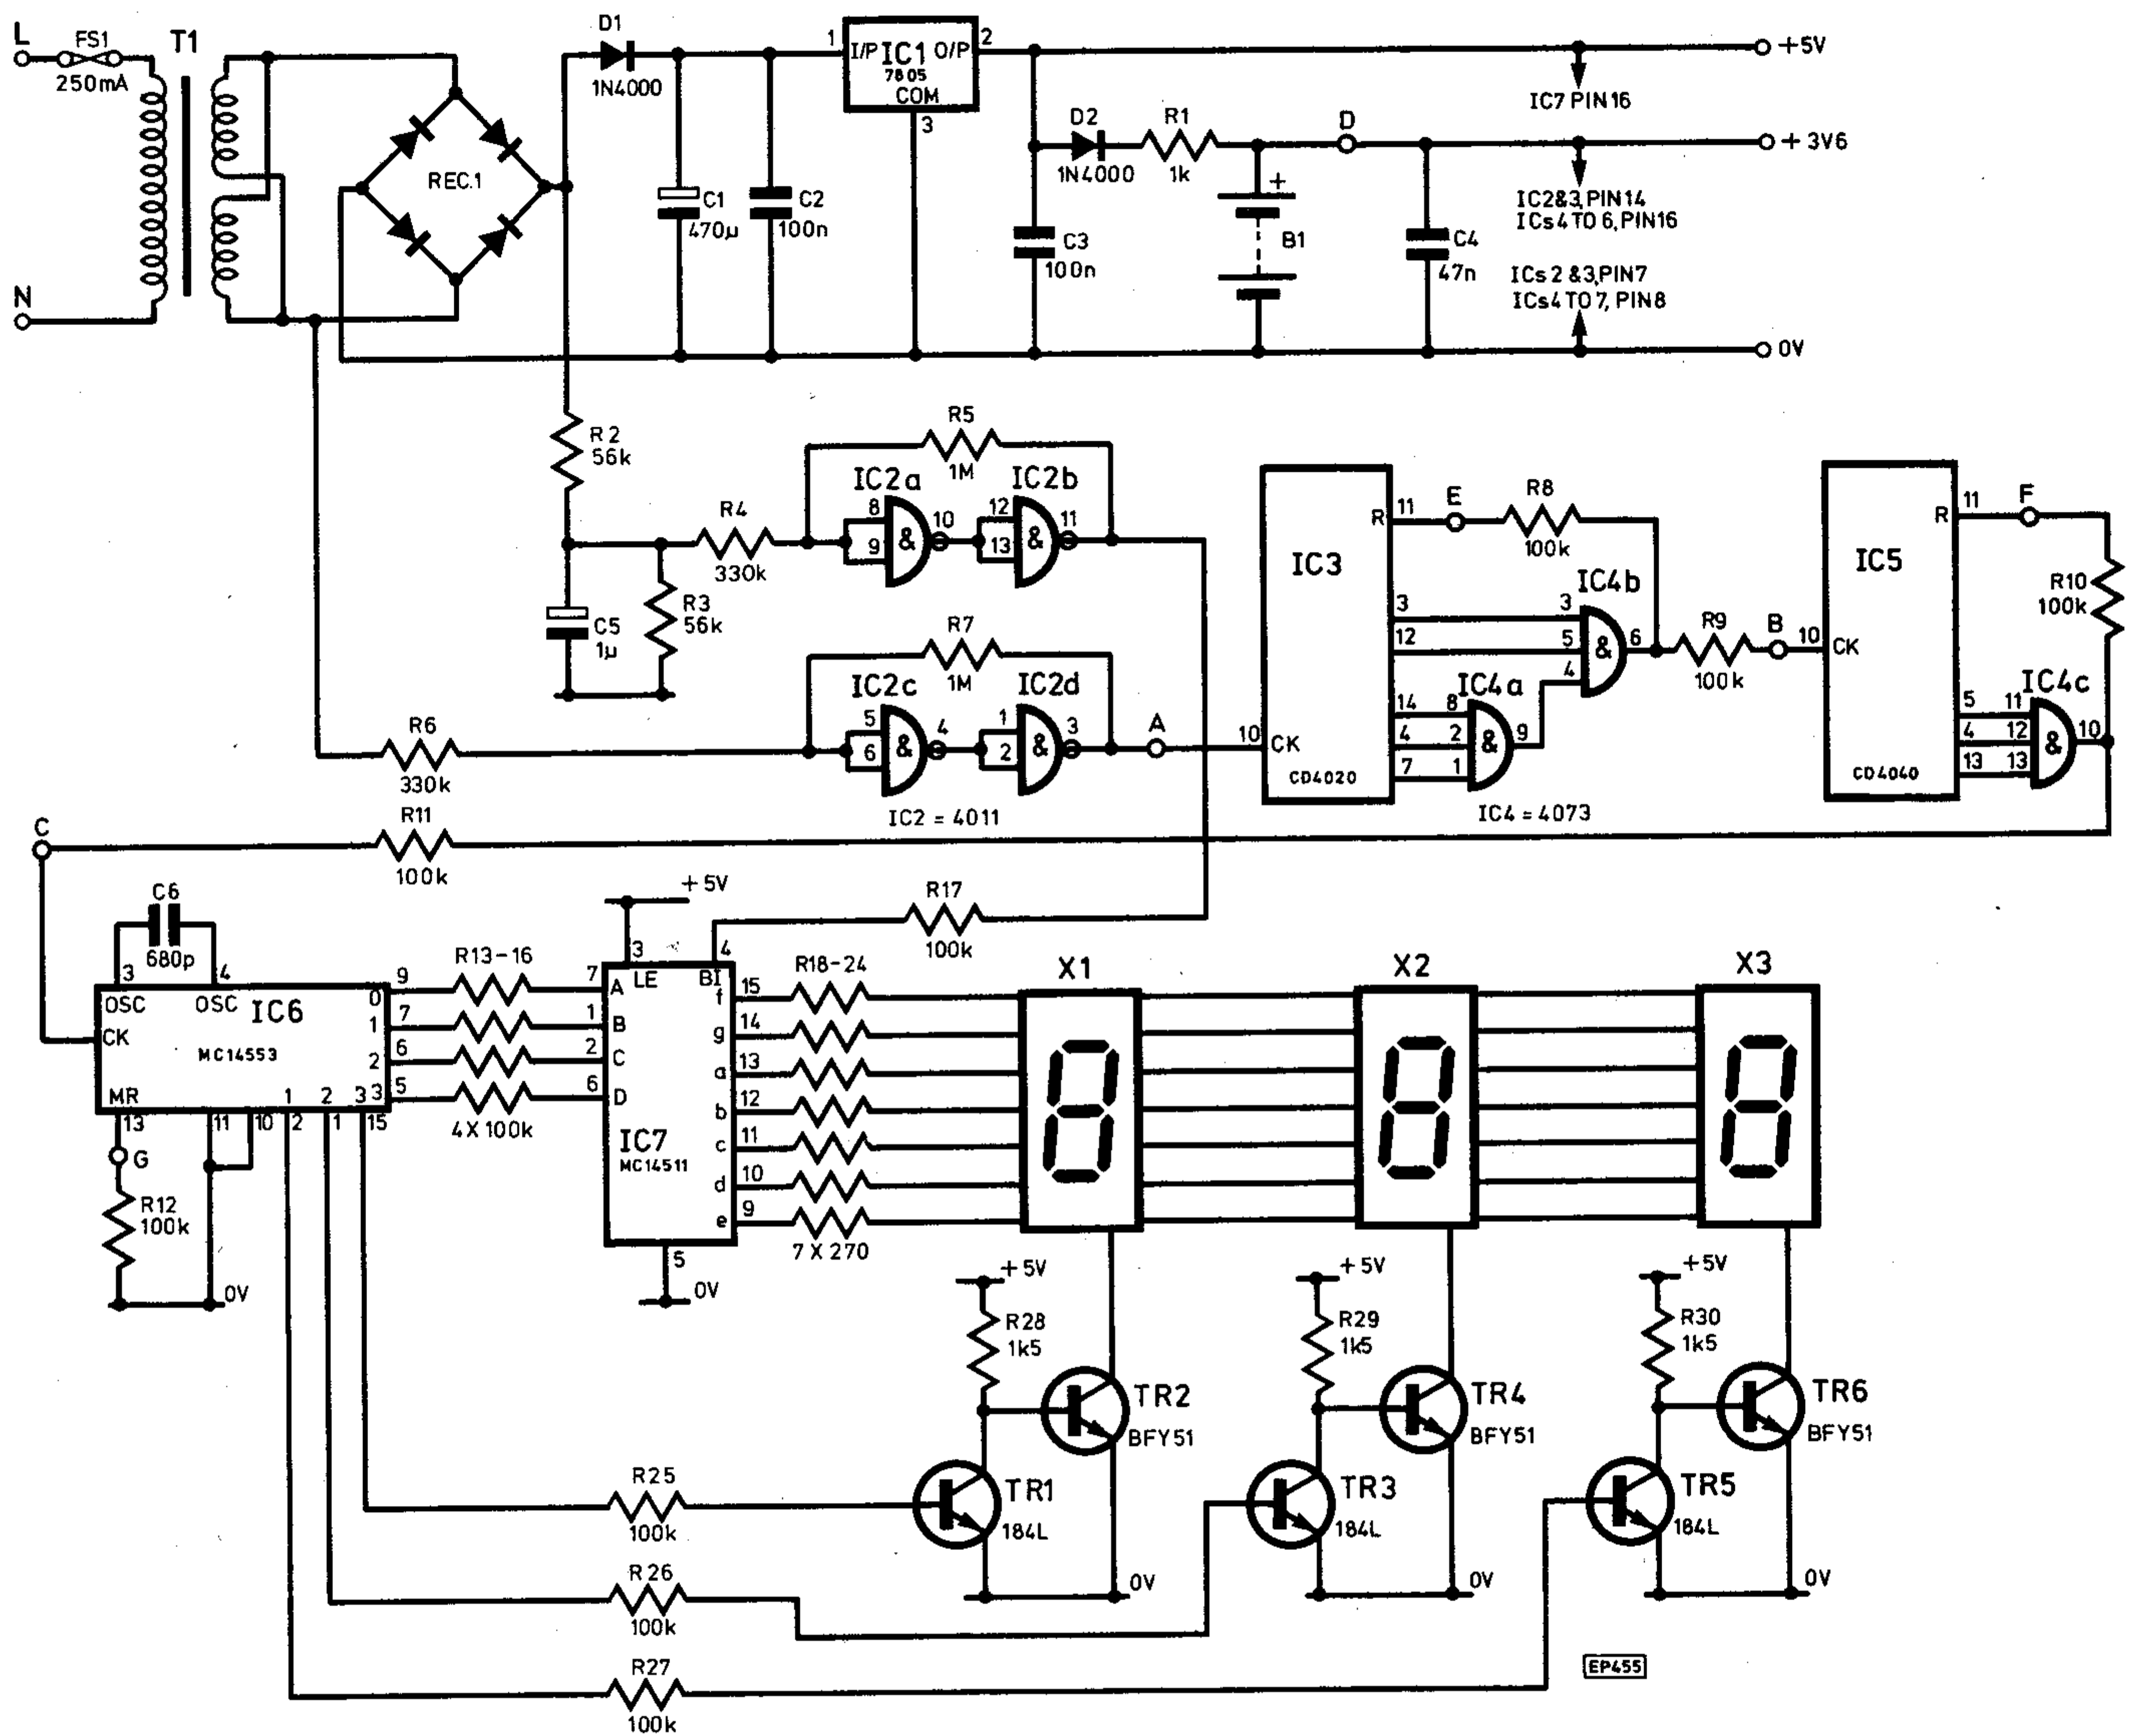 L
FS1
250mA
T1
N
REC.1
D1
1N4000
C1
470µ
C2
100n
1
I/P IC1 O/P
7805
COM
2
3
+5V
IC7 PIN16
D2
1N4000
R1
1k
D
+3V6
IC2&3,PIN14
ICs4 TO 6,PIN16
C3
100n
+
B1
C4
47n
ICs 2 &3,PIN7
ICs4 TO 7, PIN8
0V
R2
56k
R5
1M
IC2a
IC2b
R4
330k
8
9
&
10
12
13
&
11
C5
1µ
R3
56k
R7
1M
IC2c
IC2d
R6
330k
5
6
&
4
1
2
&
3
A
IC2 = 4011
10
CK
IC3
CD4020
R
11
E
R8
100k
3
12
14
4
7
IC4b
3
5
4
&
6
IC4a
8
2
1
&
9
IC4 = 4073
R9
100k
B
10
CK
IC5
CD4040
R
11
F
R10
100k
IC4c
5
4
13
11
12
13
&
10
C
R11
100k
C6
680p
3
4
OSC
OSC
IC6
CK
MC14553
MR
0
1
2
3
9
7
6
5
1
2
3
13
11
10
2
1
15
G
R12
100k
0V
R13-16
4 X 100k
+5V
3
4
LE
BI
R17
100k
7
1
2
6
A
B
C
D
IC7
MC14511
f
g
a
b
c
d
e
15
14
13
12
11
10
9
5
0V
R18-24
7 X 270
X1
X2
X3
+5V
R28
1k5
TR2
BFY51
TR1
184L
0V
+5V
R29
1k5
TR4
BFY51
TR3
184L
0V
+5V
R30
1k5
TR6
BFY51
TR5
184L
0V
R25
100k
R26
100k
R27
100k
EP455